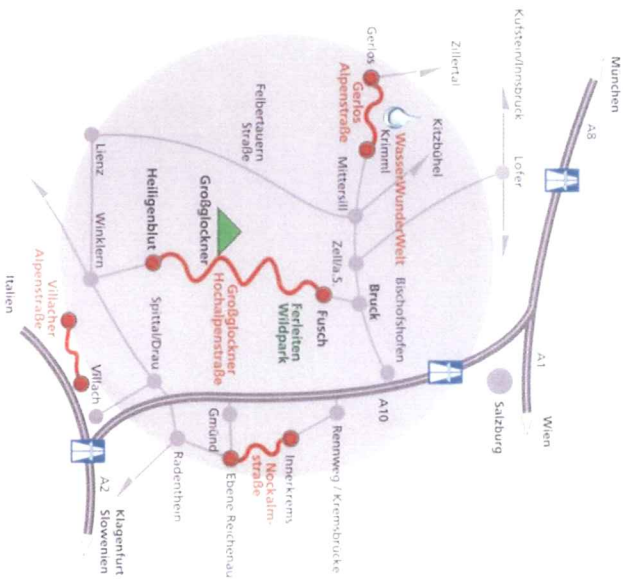 München
A8
Kufstein/Innsbruck
Lofer
Zillertal
Kitzbühel
A1
Wien
Salzburg
Gerlos
Gerlos
Alpenstraße
WasserWunderWelt
Krimml
Mittersill
Zell/a.S.
Bruck
Bischofshofen
A10
Felbertauern
Straße
Fusch
Ferleiten
Wildpark
Großglockner
Großglockner
Hochalpenstraße
Heiligenblut
Lienz
Winklern
Rennweg / Kremsbrücke
Innerkrems
Nockalm-
straße
Gmünd
Ebene Reichenau
Spittal/Drau
Radenthein
Villacher
Alpenstraße
Villach
Italien
A2
Klagenfurt
Slowenien